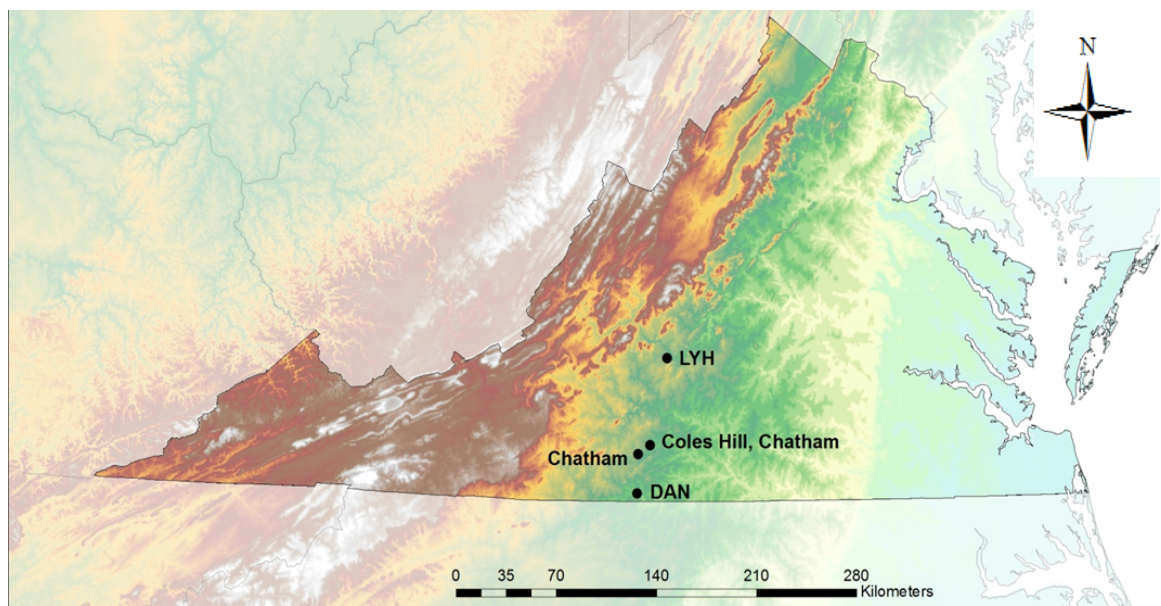 N
LYH
Coles Hill, Chatham
Chatham
DAN
0 35 70 140 210 280
Kilometers